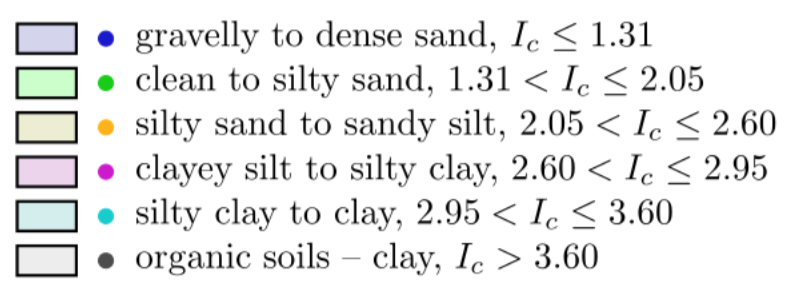 gravelly to dense sand, I_c ≤ 1.31
clean to silty sand, 1.31 < I_c ≤ 2.05
silty sand to sandy silt, 2.05 < I_c ≤ 2.60
clayey silt to silty clay, 2.60 < I_c ≤ 2.95
silty clay to clay, 2.95 < I_c ≤ 3.60
organic soils – clay, I_c > 3.60